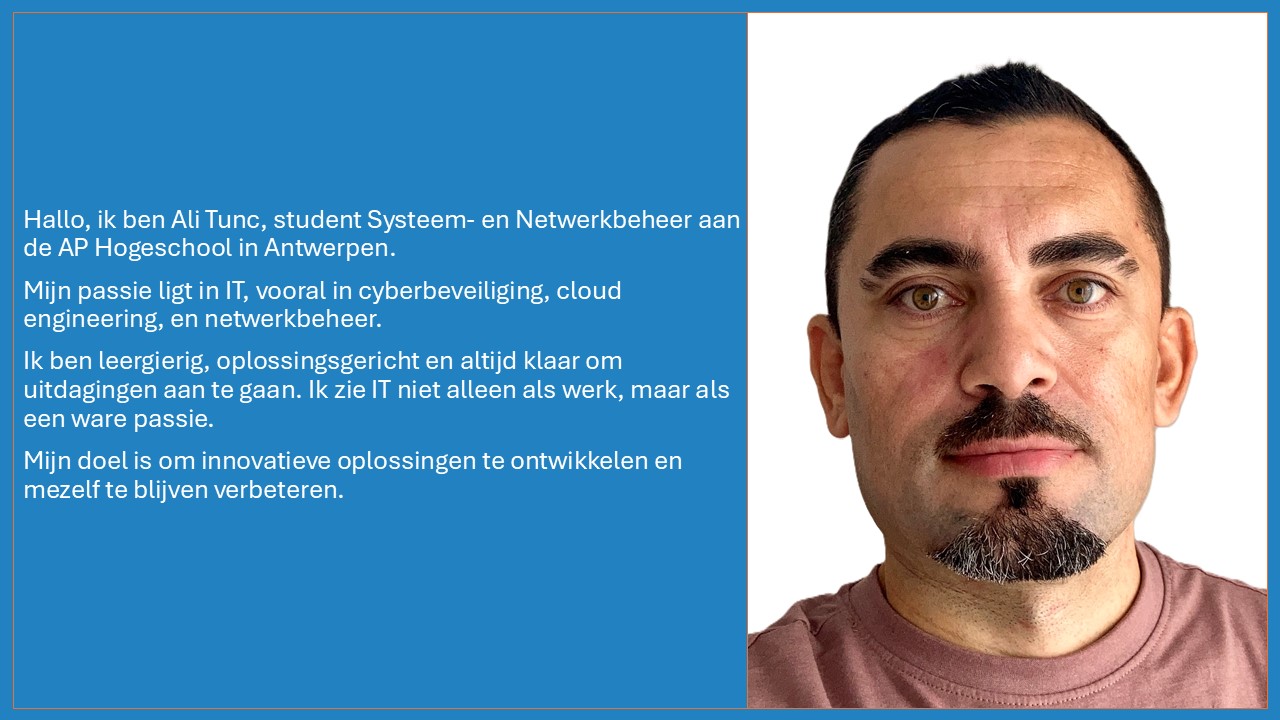 Hallo, ik ben Ali Tunc, student Systeem- en Netwerkbeheer aan
de AP Hogeschool in Antwerpen.
Mijn passie ligt in IT, vooral in cyberbeveiliging, cloud
engineering, en netwerkbeheer.
Ik ben leergierig, oplossingsgericht en altijd klaar om
uitdagingen aan te gaan. Ik zie IT niet alleen als werk, maar als
een ware passie.
Mijn doel is om innovatieve oplossingen te ontwikkelen en
mezelf te blijven verbeteren.